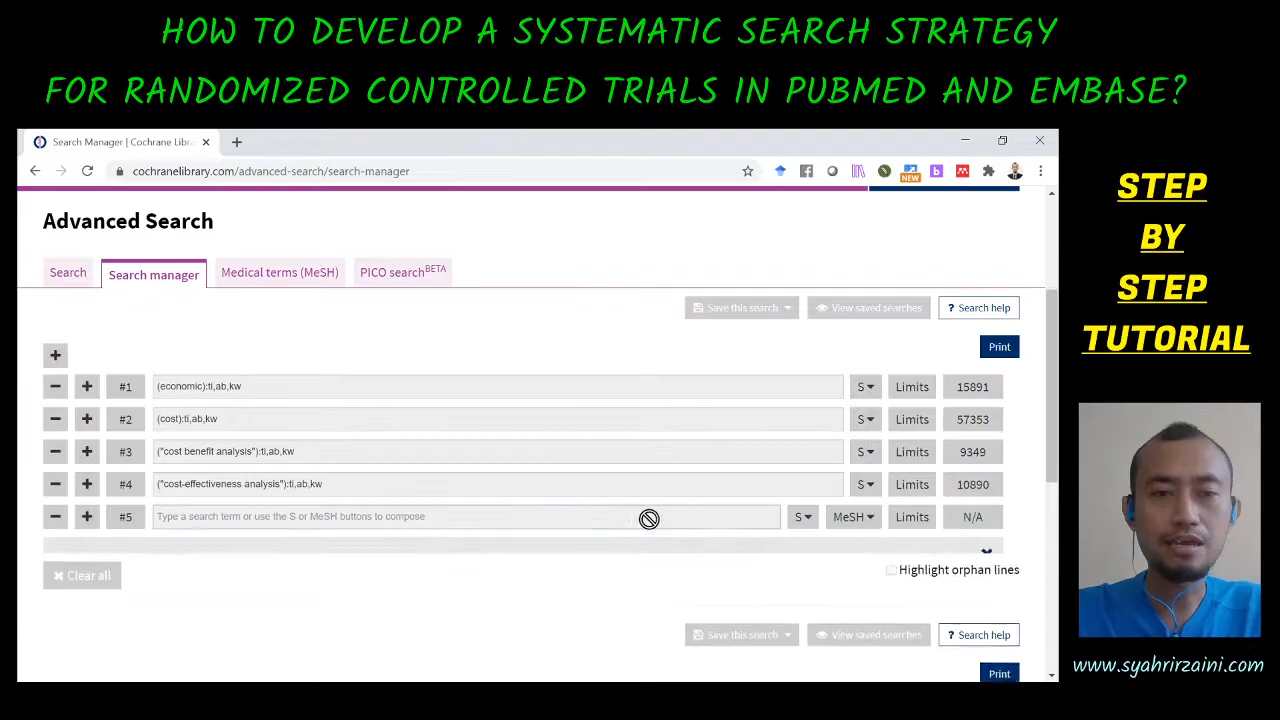 HOW TO DEVELOP A SYSTEMATIC SEARCH STRATEGY
FOR RANDOMIZED CONTROLLED TRIALS IN PUBMED AND EMBASE?
Search Manager | Cochrane Libr
cochranelibrary.com/advanced-search/search-manager
NEW
Advanced Search
Search
Search manager
Medical terms (MeSH)
PICO searchBETA
Save this search
View saved searches
? Search help
Print
#1 (economic):ti,ab,kw S Limits 15891
#2 (cost):ti,ab,kw S Limits 57353
#3 ("cost benefit analysis"):ti,ab,kw S Limits 9349
#4 ("cost-effectiveness analysis"):ti,ab,kw S Limits 10890
#5 Type a search term or use the S or MeSH buttons to compose S MeSH Limits N/A
Clear all
Highlight orphan lines
Save this search
View saved searches
? Search help
Print
STEP
BY
STEP
TUTORIAL
www.syahrirzaini.com